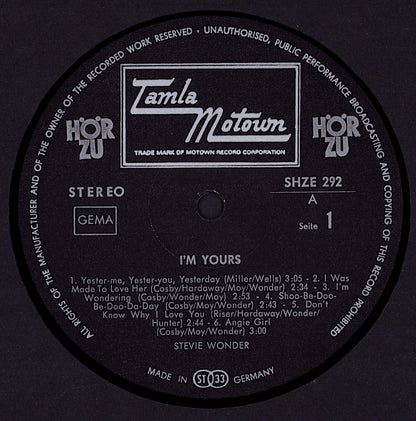 ALL RIGHTS OF THE MANUFACTURER AND OF THE OWNER OF THE RECORDED WORK RESERVED • UNAUTHORISED, PUBLIC PERFORMANCE BROADCASTING AND COPYING OF THIS RECORD PROHIBITED
Tamla
Motown
TRADE MARK OF MOTOWN RECORD CORPORATION
HÖR
ZU
HÖR
ZU
STEREO
SHZE 292
A
GEMA
Seite 1
I'M YOURS
1. Yester-me, Yester-you, Yesterday (Miller/Wells) 3:05 - 2. I Was
Made To Love Her (Cosby/Hardaway/Moy/Wonder) 2:34 - 3. I'm
Wondering (Cosby/Wonder/Moy) 2:53 - 4. Shoo-Be-Doo-
Be-Doo-Da-Day (Cosby/Moy/Wonder) 2:43 - 5. Don't
Know Why I Love You (Riser/Hardaway/Wonder/
Hunter) 2:44 - 6. Angie Girl
(Cosby/Moy/Wonder) 3:00
STEVIE WONDER
MADE IN ST 33 GERMANY